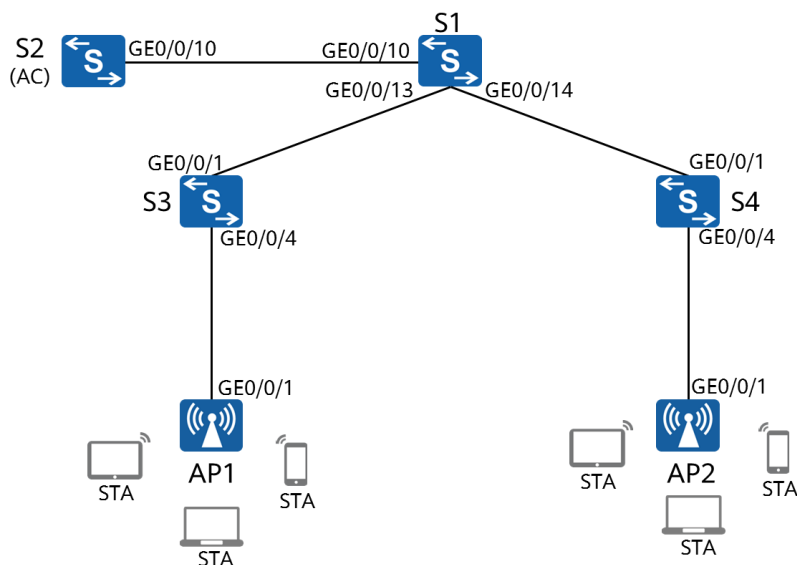 S1
S2
(AC)
S
GE0/0/10
GE0/0/10
S
GE0/0/13
GE0/0/14
GE0/0/1
GE0/0/1
S3
S
S
S4
GE0/0/4
GE0/0/4
GE0/0/1
GE0/0/1
AP1
AP2
STA
STA
STA
STA
STA
STA